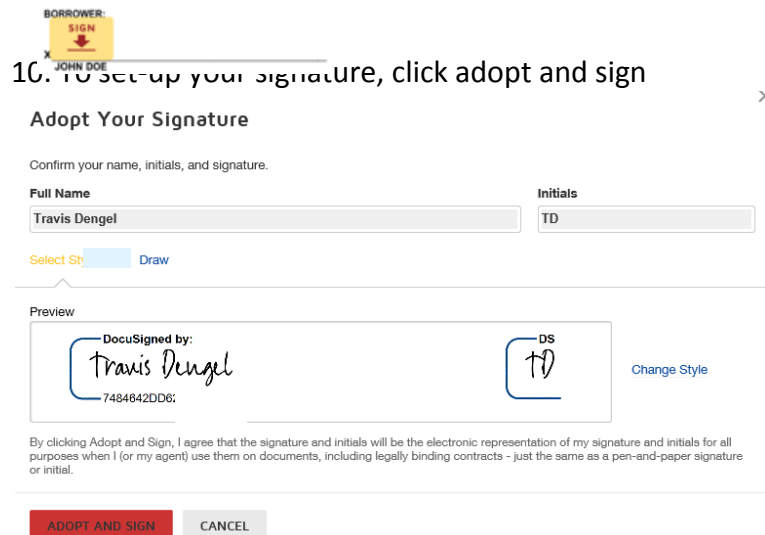 BORROWER:
SIGN
X
JOHN DOE
10. To set-up your signature, click adopt and sign
Adopt Your Signature
Confirm your name, initials, and signature.
Full Name
Initials
Travis Dengel
TD
Select
Draw
Preview
DocuSigned by:
Travis Dengel
7484642DD6
DS
TD
Change Style
By clicking Adopt and Sign, I agree that the signature and initials will be the electronic representation of my signature and initials for all
purposes when I (or my agent) use them on documents, including legally binding contracts - just the same as a pen-and-paper signature
or initial.
ADOPT AND SIGN
CANCEL